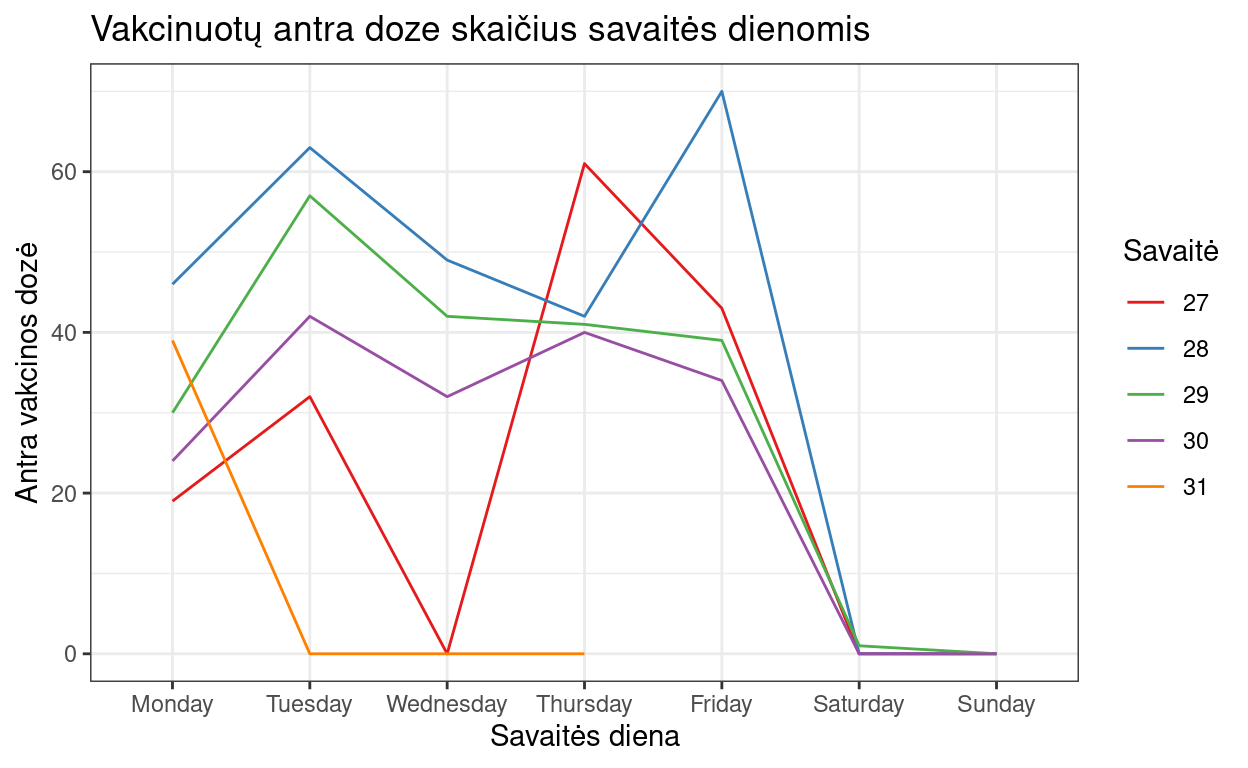 Vakcinuotų antra doze skaičius savaitės dienomis
Antra vakcinos dozė
60
40
20
0
Monday Tuesday Wednesday Thursday Friday Saturday Sunday
Savaitės diena
Savaitė
27
28
29
30
31